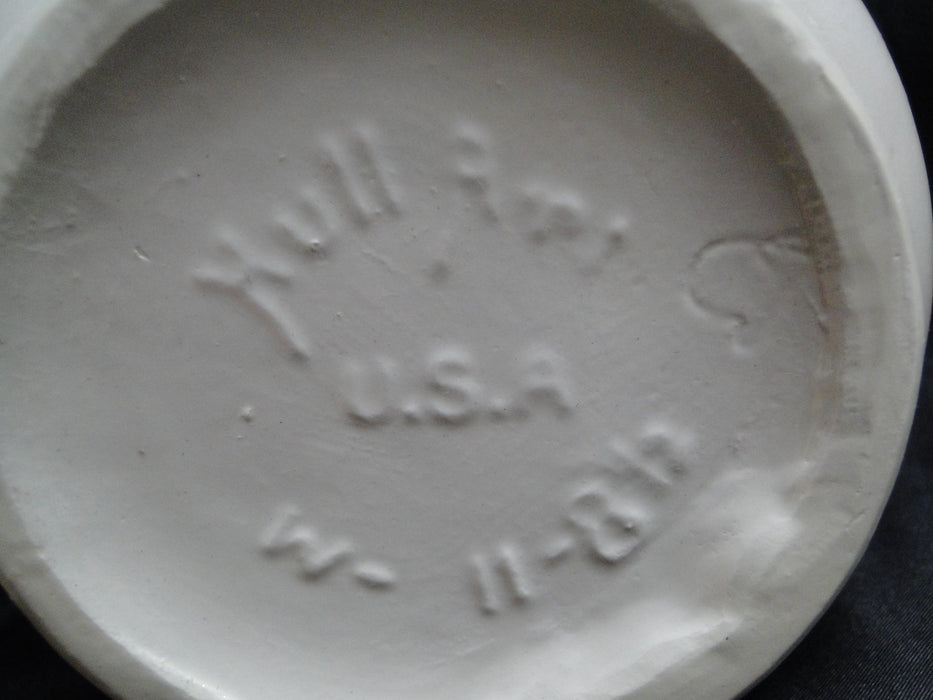 Hull Art
U.S.A
W- 11-8½